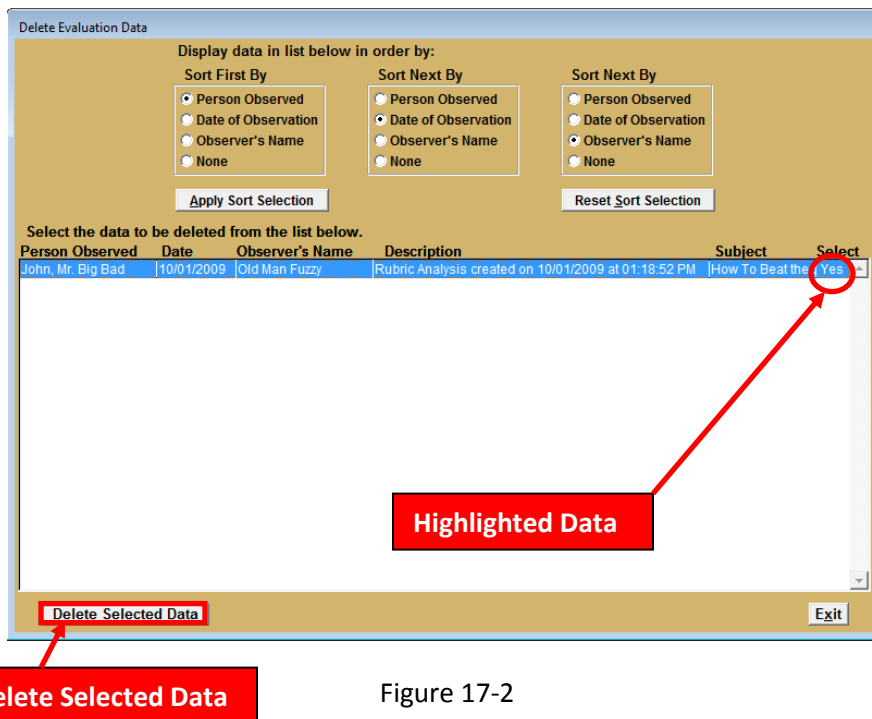 Delete Evaluation Data
Display data in list below in order by:
Sort First By Sort Next By Sort Next By
Person Observed Person Observed Person Observed
Date of Observation Date of Observation Date of Observation
Observer's Name Observer's Name Observer's Name
None None None
Apply Sort Selection Reset Sort Selection
Select the data to be deleted from the list below.
Person Observed Date Observer's Name Description Subject Select
John, Mr. Big Bad 10/01/2009 Old Man Fuzzy Rubric Analysis created on 10/01/2009 at 01:18:52 PM How To Beat the Yes
Highlighted Data
Delete Selected Data Exit
elete Selected Data Figure 17-2